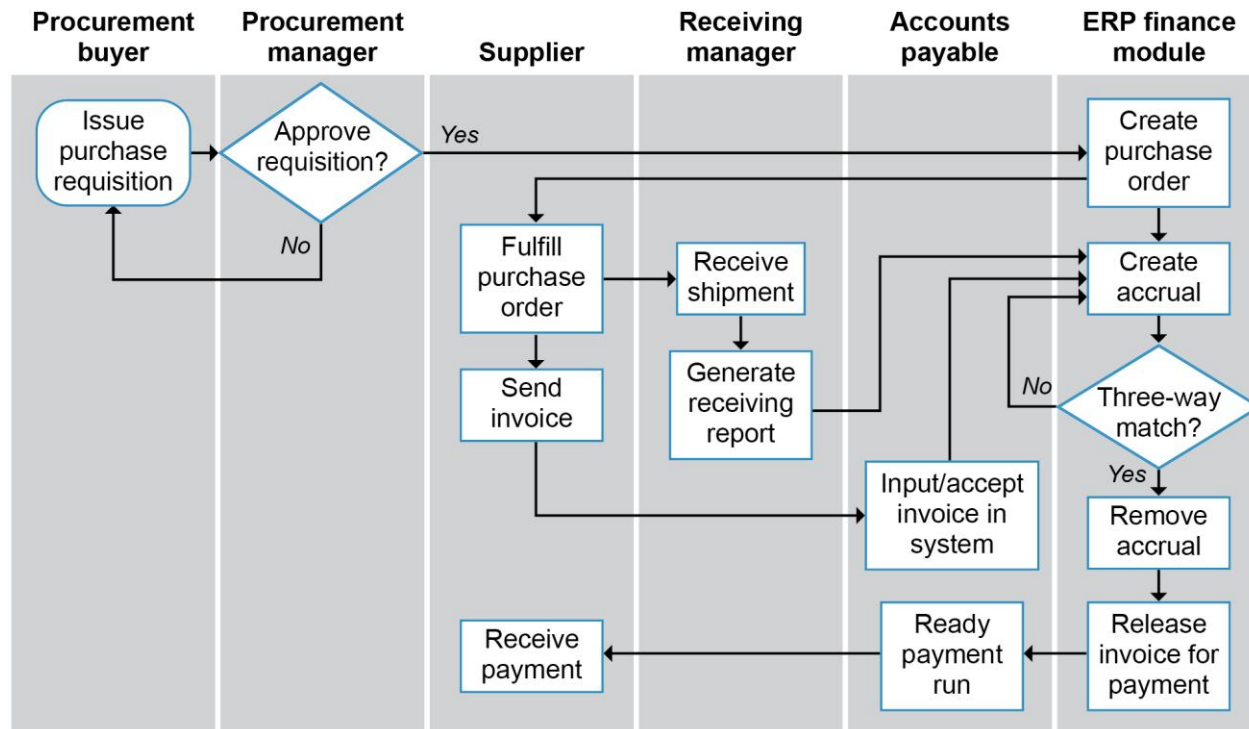 Procurement
buyer
Procurement
manager
Supplier
Receiving
manager
Accounts
payable
ERP finance
module
Issue
purchase
requisition
Approve
requisition?
Yes
No
Create
purchase
order
Fulfill
purchase
order
Receive
shipment
Create
accrual
Send
invoice
Generate
receiving
report
No
Three-way
match?
Yes
Input/accept
invoice in
system
Remove
accrual
Receive
payment
Ready
payment
run
Release
invoice for
payment